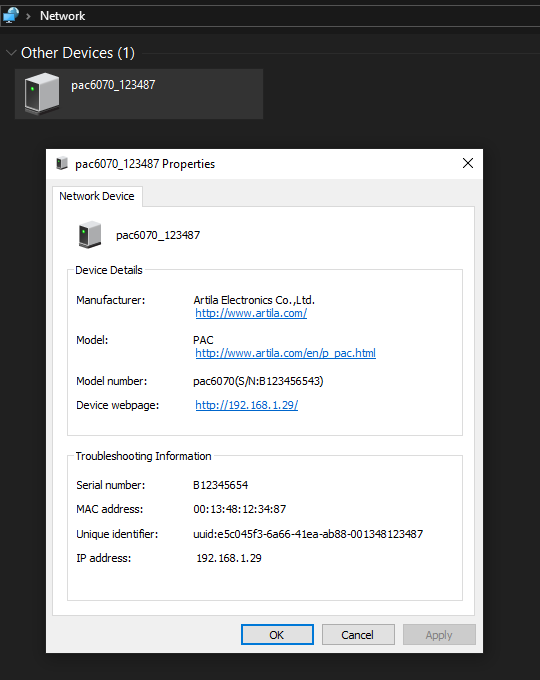 Network
Other Devices (1)
pac6070_123487
pac6070_123487 Properties
Network Device
pac6070_123487
Device Details
Manufacturer: Artila Electronics Co.,Ltd.
http://www.artila.com/
Model: PAC
http://www.artila.com/en/p_pac.html
Model number: pac6070(S/N:B123456543)
Device webpage: http://192.168.1.29/
Troubleshooting Information
Serial number: B12345654
MAC address: 00:13:48:12:34:87
Unique identifier: uuid:e5c045f3-6a66-41ea-ab88-001348123487
IP address: 192.168.1.29
OK Cancel Apply